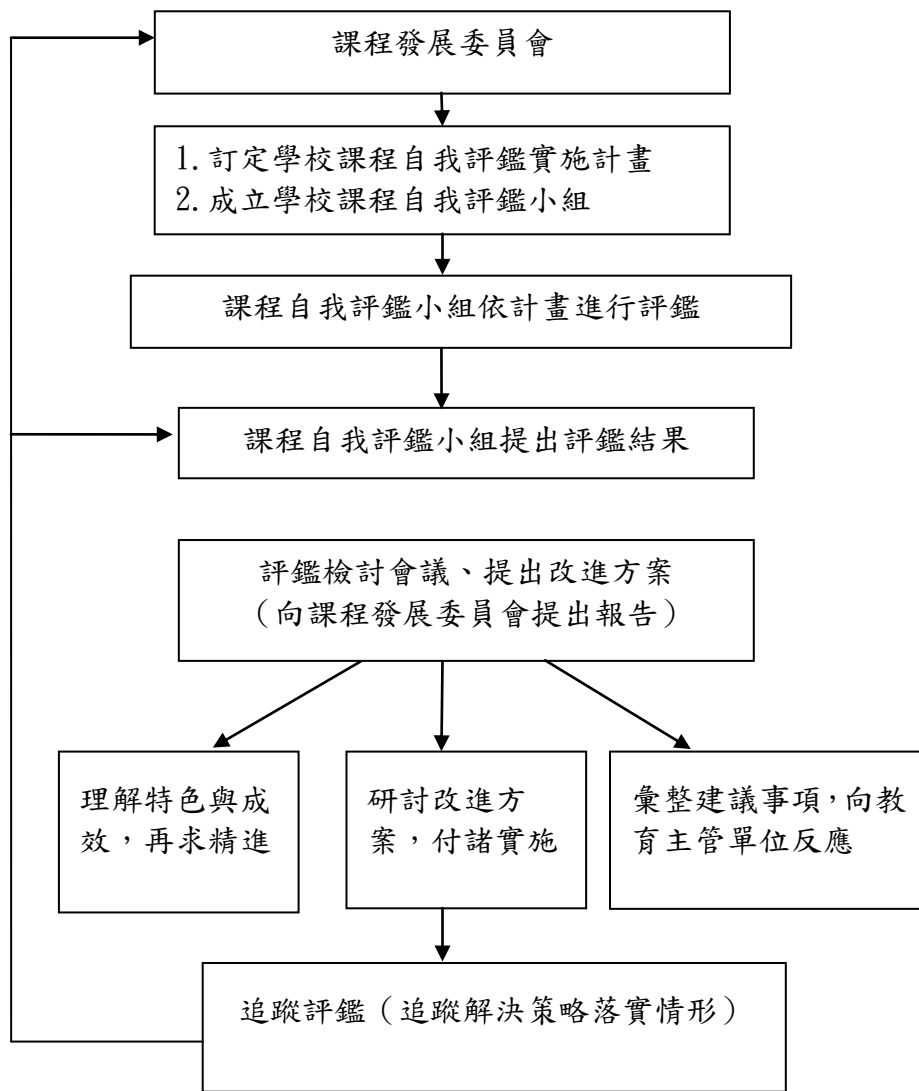 課程發展委員會
1.訂定學校課程自我評鑑實施計畫
2.成立學校課程自我評鑑小組
課程自我評鑑小組依計畫進行評鑑
課程自我評鑑小組提出評鑑結果
評鑑檢討會議、提出改進方案
（向課程發展委員會提出報告）
理解特色與成
效，再求精進
研討改進方
案，付諸實施
彙整建議事項，向教
育主管單位反應
追蹤評鑑（追蹤解決策略落實情形）